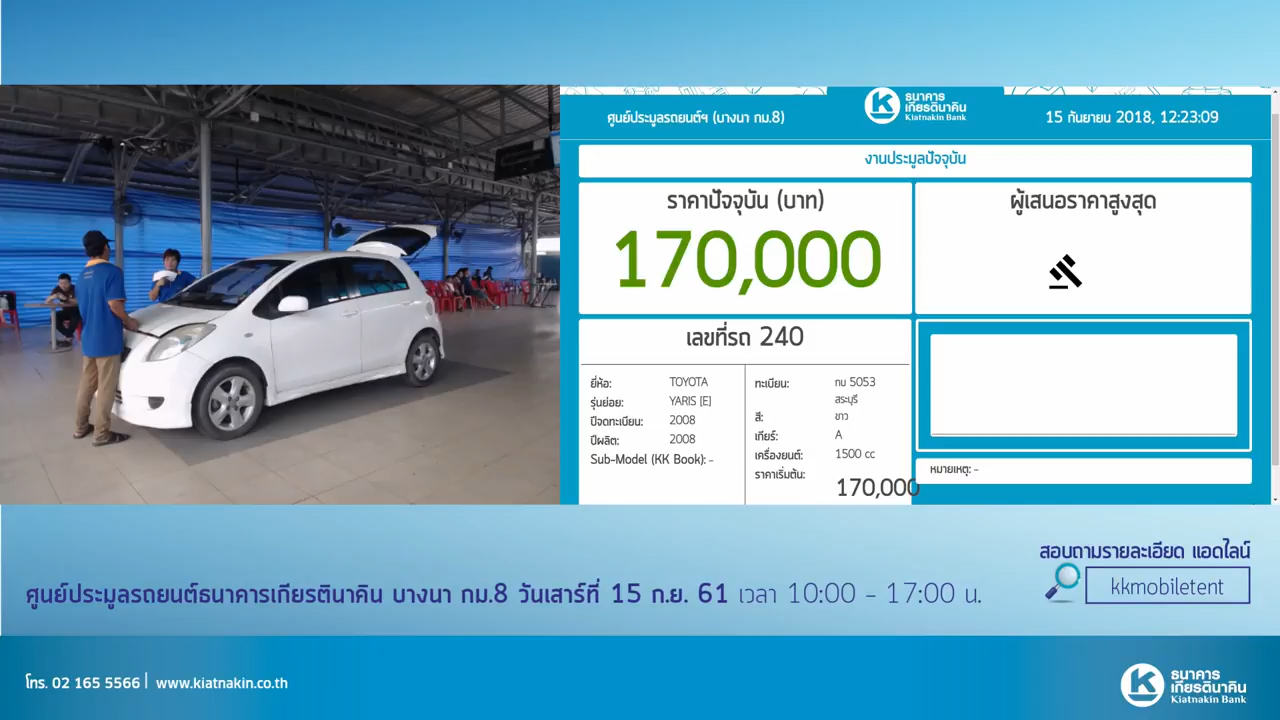 ศูนย์ประมูลรถยนต์ฯ (บางนา กม.8)
ธนาคาร
เกียรตินาคิน
Kiatnakin Bank
15 กันยายน 2018, 12:23:09
งานประมูลปัจจุบัน
ราคาปัจจุบัน (บาท)
170,000
ผู้เสนอราคาสูงสุด
เลขที่รถ 240
ยี่ห้อ: TOYOTA
รุ่นย่อย: YARIS [E]
ปีจดทะเบียน: 2008
ปีผลิต: 2008
Sub-Model (KK Book): -
ทะเบียน: กบ 5053
สระบุรี
สี: ขาว
เกียร์: A
เครื่องยนต์: 1500 cc
ราคาเริ่มต้น: 170,000
หมายเหตุ: -
สอบถามรายละเอียด แอดไลน์
kkmobiletent
ศูนย์ประมูลรถยนต์ธนาคารเกียรตินาคิน บางนา กม.8 วันเสาร์ที่ 15 ก.ย. 61 เวลา 10:00 - 17:00 น.
โทร. 02 165 5566 | www.kiatnakin.co.th
ธนาคาร
เกียรตินาคิน
Kiatnakin Bank